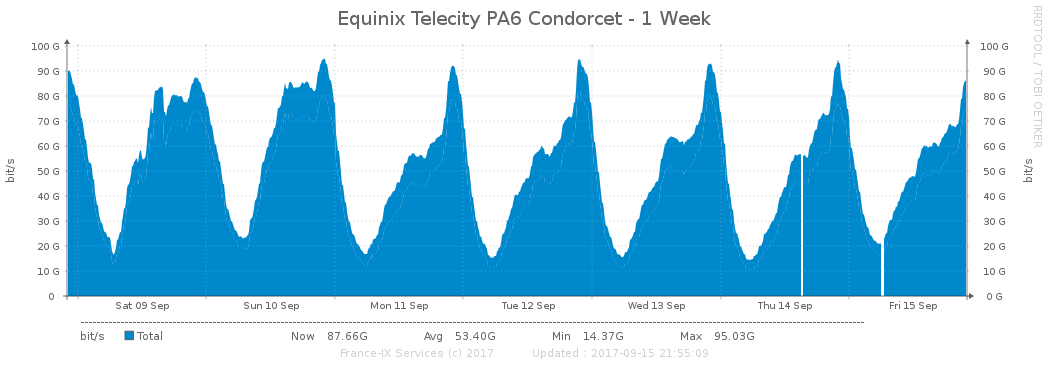 Equinix Telecity PA6 Condorcet - 1 Week
RRDTOOL / TOBI OETIKER
100 G 100 G
90 G 90 G
80 G 80 G
70 G 70 G
60 G 60 G
50 G 50 G
40 G 40 G
30 G 30 G
20 G 20 G
10 G 10 G
0 0 G
bit/s bit/s
Sat 09 Sep Sun 10 Sep Mon 11 Sep Tue 12 Sep Wed 13 Sep Thu 14 Sep Fri 15 Sep
bit/s Total Now 87.66G Avg 53.40G Min 14.37G Max 95.03G
France-IX Services (c) 2017 Updated : 2017-09-15 21:55:09